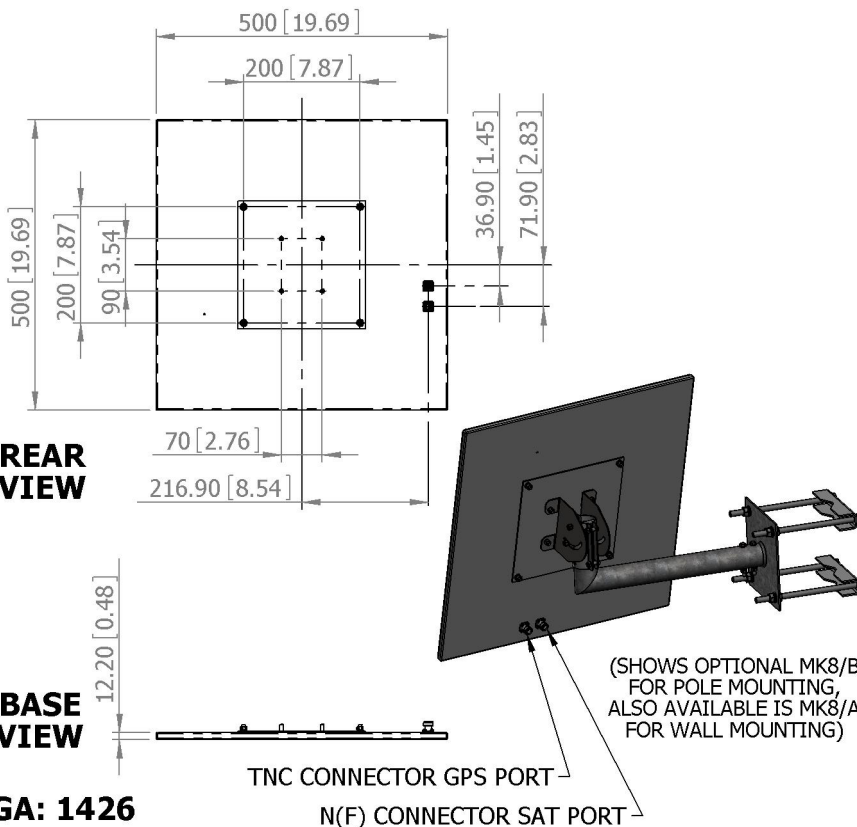 500 [19.69]
200 [7.87]
36.90 [1.45]
71.90 [2.83]
500 [19.69]
200 [7.87]
90 [3.54]
70 [2.76]
216.90 [8.54]
REAR
VIEW
12.20 [0.48]
BASE
VIEW
(SHOWS OPTIONAL MK8/B
FOR POLE MOUNTING,
ALSO AVAILABLE IS MK8/A
FOR WALL MOUNTING)
TNC CONNECTOR GPS PORT
N(F) CONNECTOR SAT PORT
GA: 1426